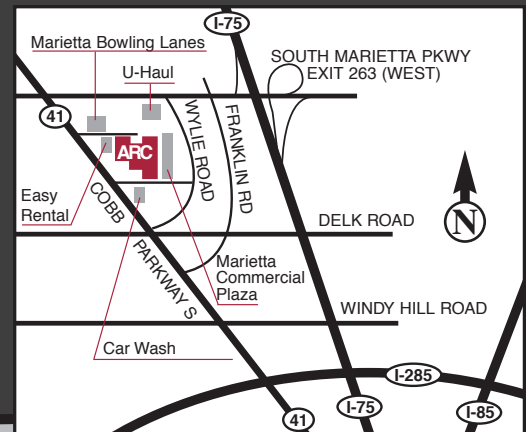 I-75
Marietta Bowling Lanes
U-Haul
SOUTH MARIETTA PKWY
EXIT 263 (WEST)
41
ARC
WYLIE ROAD
FRANKLIN RD
Easy
Rental
COBB
PARKWAY S
N
DELK ROAD
Marietta
Commercial
Plaza
WINDY HILL ROAD
Car Wash
I-285
41
I-75
I-85